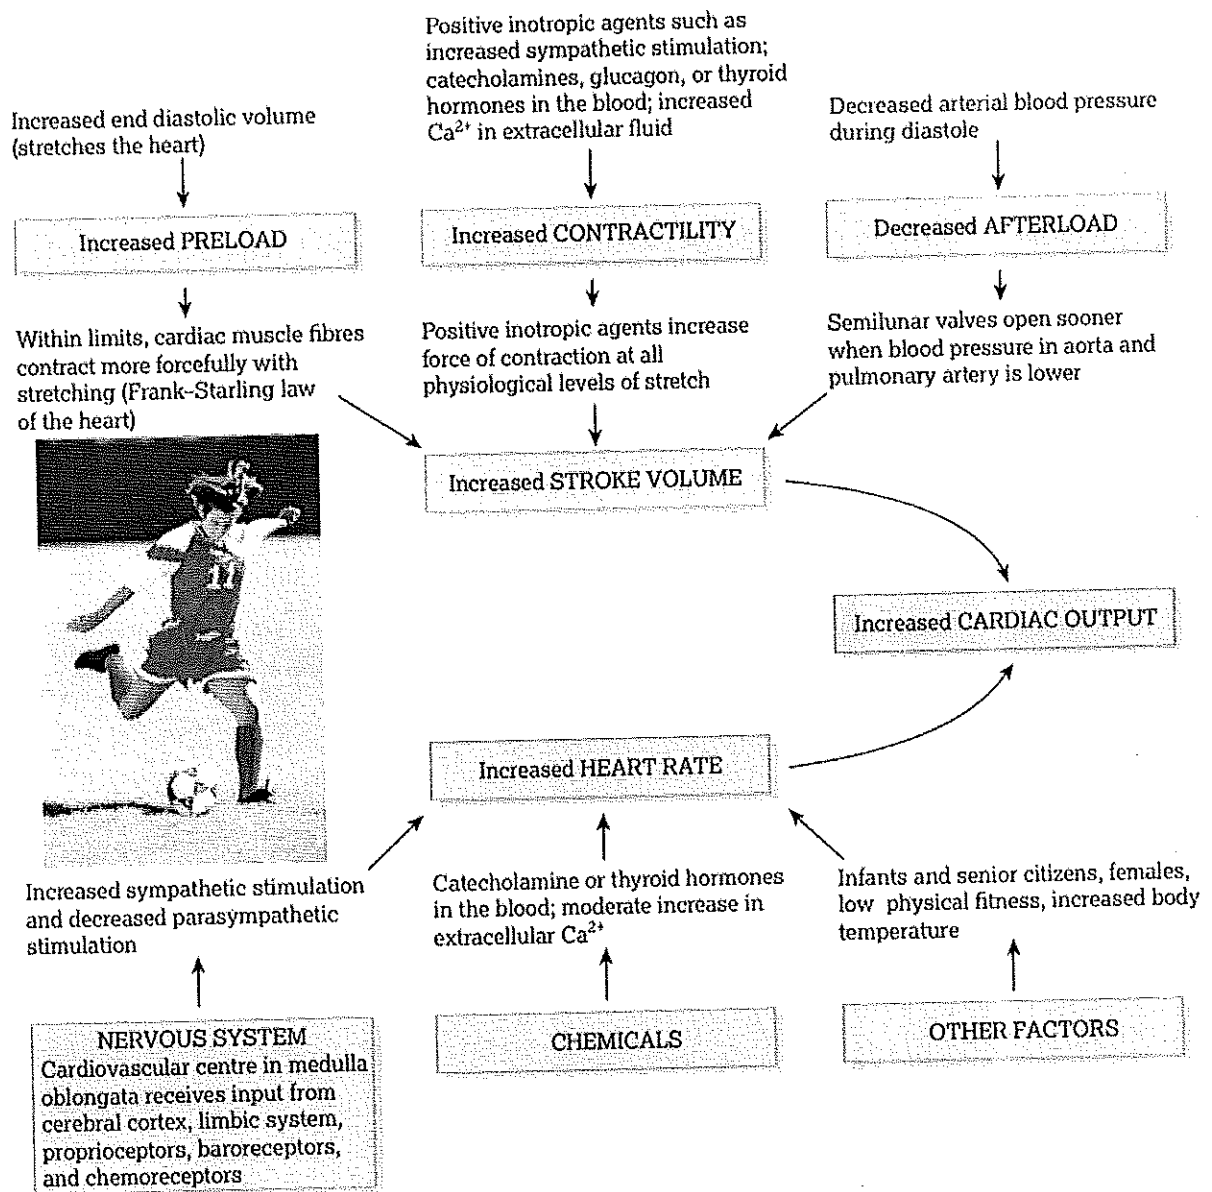 Positive inotropic agents such as
increased sympathetic stimulation;
catecholamines, glucagon, or thyroid
hormones in the blood; increased
Ca²⁺ in extracellular fluid
Increased end diastolic volume
(stretches the heart)
Decreased arterial blood pressure
during diastole
Increased PRELOAD
Increased CONTRACTILITY
Decreased AFTERLOAD
Within limits, cardiac muscle fibres
contract more forcefully with
stretching (Frank–Starling law
of the heart)
Positive inotropic agents increase
force of contraction at all
physiological levels of stretch
Semilunar valves open sooner
when blood pressure in aorta and
pulmonary artery is lower
Increased STROKE VOLUME
11
Increased CARDIAC OUTPUT
Increased HEART RATE
Increased sympathetic stimulation
and decreased parasympathetic
stimulation
Catecholamine or thyroid hormones
in the blood; moderate increase in
extracellular Ca²⁺
Infants and senior citizens, females,
low physical fitness, increased body
temperature
NERVOUS SYSTEM
Cardiovascular centre in medulla
oblongata receives input from
cerebral cortex, limbic system,
proprioceptors, baroreceptors,
and chemoreceptors
CHEMICALS
OTHER FACTORS